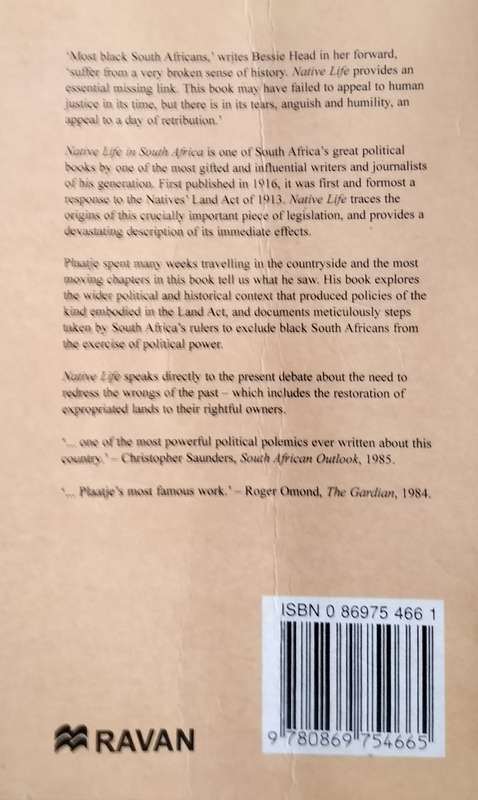 'Most black South Africans,' writes Bessie Head in her forward,
'suffer from a very broken sense of history. Native Life provides an
essential missing link. This book may have failed to appeal to human
justice in its time, but there is in its tears, anguish and humility, an
appeal to a day of retribution.'
Native Life in South Africa is one of South Africa's great political
books by one of the most gifted and influential writers and journalists
of his generation. First published in 1916, it was first and formost a
response to the Natives' Land Act of 1913. Native Life traces the
origins of this crucially important piece of legislation, and provides a
devastating description of its immediate effects.
Plaatje spent many weeks travelling in the countryside and the most
moving chapters in this book tell us what he saw. His book explores
the wider political and historical context that produced policies of the
kind embodied in the Land Act, and documents meticulously steps
taken by South Africa's rulers to exclude black South Africans from
the exercise of political power.
Native Life speaks directly to the present debate about the need to
redress the wrongs of the past – which includes the restoration of
expropriated lands to their rightful owners.
'... one of the most powerful political polemics ever written about this
country.' – Christopher Saunders, South African Outlook, 1985.
'... Plaatje's most famous work.' – Roger Omond, The Gardian, 1984.
ISBN 0 86975 466 1
9 780869 754665
RAVAN